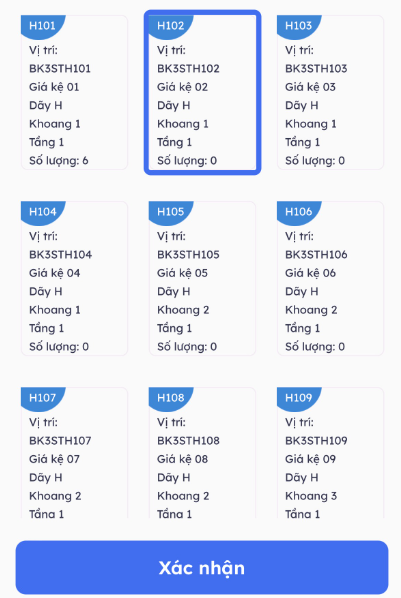 H101
Vị trí:
BK3STH101
Giá kệ 01
Dãy H
Khoang 1
Tầng 1
Số lượng: 6
H102
Vị trí:
BK3STH102
Giá kệ 02
Dãy H
Khoang 1
Tầng 1
Số lượng: 0
H103
Vị trí:
BK3STH103
Giá kệ 03
Dãy H
Khoang 1
Tầng 1
Số lượng: 0
H104
Vị trí:
BK3STH104
Giá kệ 04
Dãy H
Khoang 1
Tầng 1
Số lượng: 0
H105
Vị trí:
BK3STH105
Giá kệ 05
Dãy H
Khoang 2
Tầng 1
Số lượng: 0
H106
Vị trí:
BK3STH106
Giá kệ 06
Dãy H
Khoang 2
Tầng 1
Số lượng: 0
H107
Vị trí:
BK3STH107
Giá kệ 07
Dãy H
Khoang 2
Tầng 1
H108
Vị trí:
BK3STH108
Giá kệ 08
Dãy H
Khoang 2
Tầng 1
H109
Vị trí:
BK3STH109
Giá kệ 09
Dãy H
Khoang 3
Tầng 1
Xác nhận